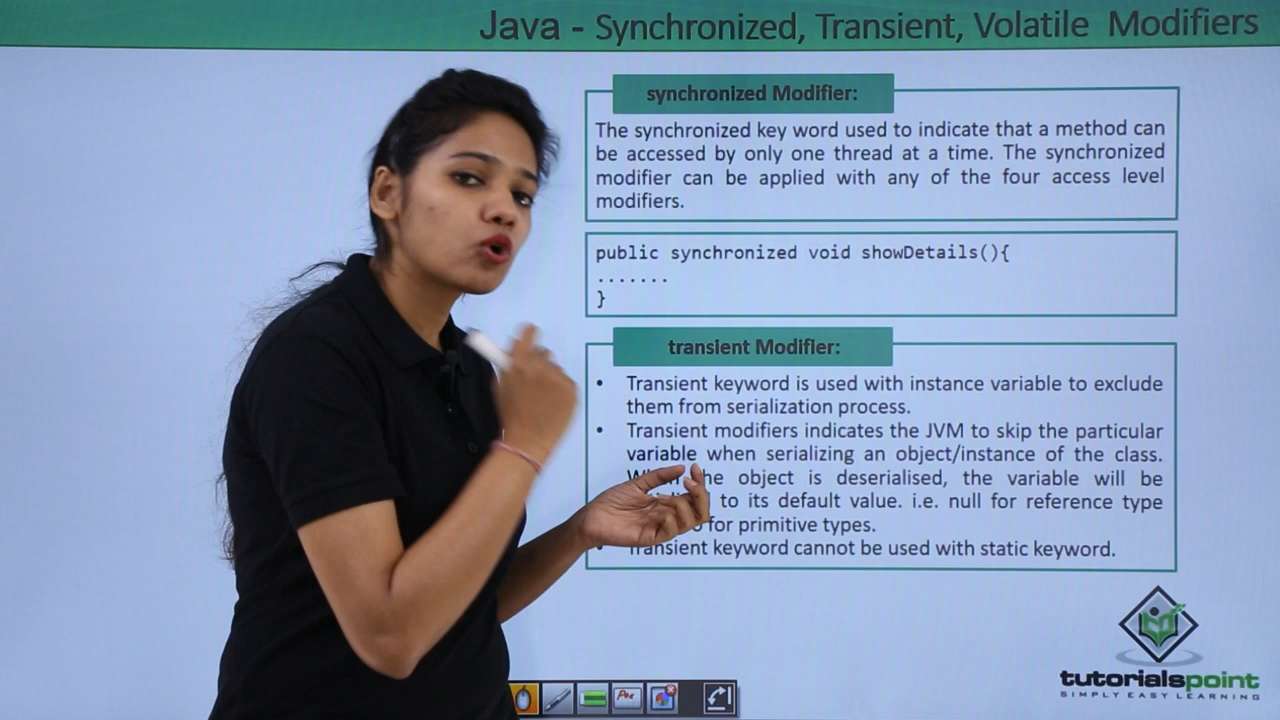 Java - Synchronized, Transient, Volatile Modifiers
synchronized Modifier:
The synchronized key word used to indicate that a method can
be accessed by only one thread at a time. The synchronized
modifier can be applied with any of the four access level
modifiers.
public synchronized void showDetails(){
.......
}
transient Modifier:
• Transient keyword is used with instance variable to exclude
them from serialization process.
• Transient modifiers indicates the JVM to skip the particular
variable when serializing an object/instance of the class.
the object is deserialised, the variable will be
to its default value. i.e. null for reference type
for primitive types.
• Transient keyword cannot be used with static keyword.
tutorialspoint
SIMPLY EASY LEARNING